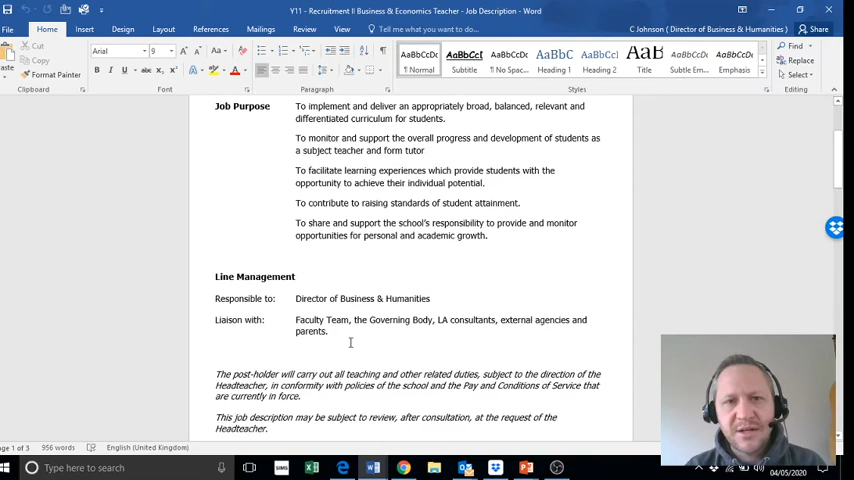 Y11 - Recruitment II Business & Economics Teacher - Job Description - Word
File Home Insert Design Layout References Mailings Review View Tell me what you want to do... C Johnson ( Director of Business & Humanities ) Share
Cut
Copy
Format Painter
Clipboard
Arial 9
Font
Paragraph
AaBbCcDc AaBbCcDc AaBbCcDc AaBbC AaBbCc AaB AaBbCcDc AaBbCcDc
¶ Normal Subtitle ¶ No Spac... Heading 1 Heading 2 Title Subtle Em... Emphasis
Styles
Find
Replace
Select
Editing
Job Purpose To implement and deliver an appropriately broad, balanced, relevant and
differentiated curriculum for students.
To monitor and support the overall progress and development of students as
a subject teacher and form tutor
To facilitate learning experiences which provide students with the
opportunity to achieve their individual potential.
To contribute to raising standards of student attainment.
To share and support the school's responsibility to provide and monitor
opportunities for personal and academic growth.
Line Management
Responsible to: Director of Business & Humanities
Liaison with: Faculty Team, the Governing Body, LA consultants, external agencies and
parents.
The post-holder will carry out all teaching and other related duties, subject to the direction of the
Headteacher, in conformity with policies of the school and the Pay and Conditions of Service that
are currently in force.
This job description may be subject to review, after consultation, at the request of the
Headteacher.
Page 1 of 3 956 words English (United Kingdom)
Type here to search
SIMS
04/05/2020